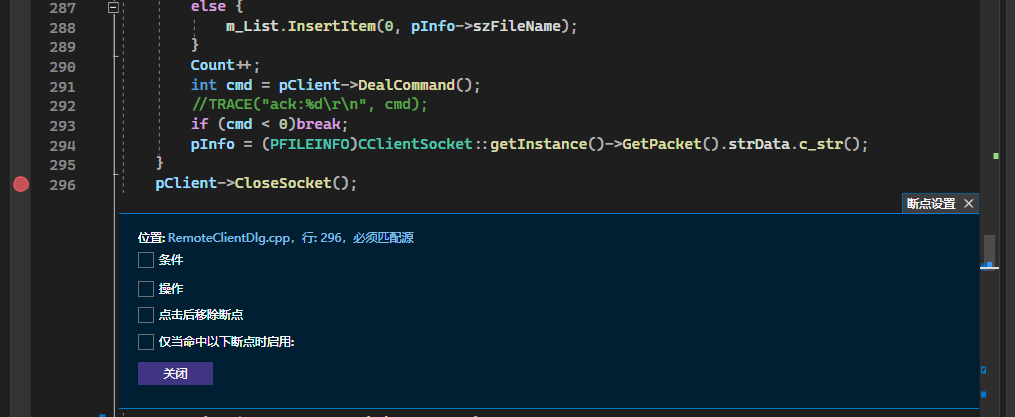 287 else {
288 m_List.InsertItem(0, pInfo->szFileName);
289 }
290 Count++;
291 int cmd = pClient->DealCommand();
292 //TRACE("ack:%d\r\n", cmd);
293 if (cmd < 0)break;
294 pInfo = (PFILEINFO)CClientSocket::getInstance()->GetPacket().strData.c_str();
295 }
296 pClient->CloseSocket();
断点设置 ×
位置: RemoteClientDlg.cpp, 行: 296, 必须匹配源
条件
操作
点击后移除断点
仅当命中以下断点时启用:
关闭